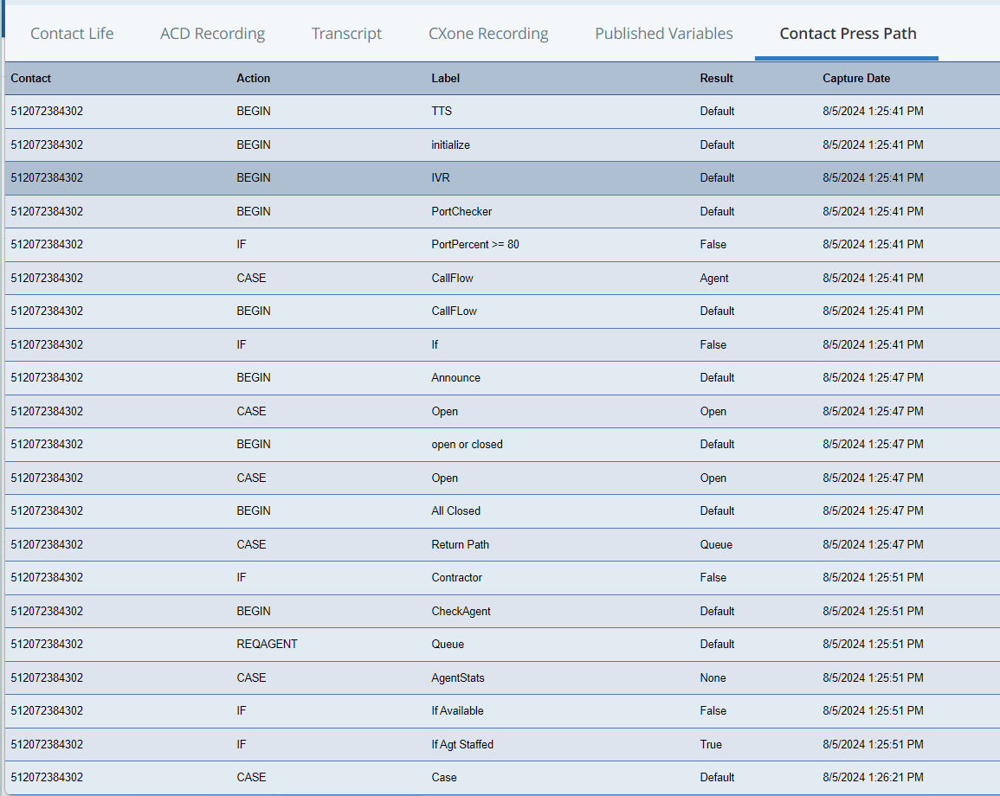 Contact Life ACD Recording Transcript CXone Recording Published Variables Contact Press Path
Contact Action Label Result Capture Date
512072384302 BEGIN TTS Default 8/5/2024 1:25:41 PM
512072384302 BEGIN initialize Default 8/5/2024 1:25:41 PM
512072384302 BEGIN IVR Default 8/5/2024 1:25:41 PM
512072384302 BEGIN PortChecker Default 8/5/2024 1:25:41 PM
512072384302 IF PortPercent >= 80 False 8/5/2024 1:25:41 PM
512072384302 CASE CallFlow Agent 8/5/2024 1:25:41 PM
512072384302 BEGIN CallFLow Default 8/5/2024 1:25:41 PM
512072384302 IF If False 8/5/2024 1:25:41 PM
512072384302 BEGIN Announce Default 8/5/2024 1:25:47 PM
512072384302 CASE Open Open 8/5/2024 1:25:47 PM
512072384302 BEGIN open or closed Default 8/5/2024 1:25:47 PM
512072384302 CASE Open Open 8/5/2024 1:25:47 PM
512072384302 BEGIN All Closed Default 8/5/2024 1:25:47 PM
512072384302 CASE Return Path Queue 8/5/2024 1:25:47 PM
512072384302 IF Contractor False 8/5/2024 1:25:51 PM
512072384302 BEGIN CheckAgent Default 8/5/2024 1:25:51 PM
512072384302 REQAGENT Queue Default 8/5/2024 1:25:51 PM
512072384302 CASE AgentStats None 8/5/2024 1:25:51 PM
512072384302 IF If Available False 8/5/2024 1:25:51 PM
512072384302 IF If Agt Staffed True 8/5/2024 1:25:51 PM
512072384302 CASE Case Default 8/5/2024 1:26:21 PM